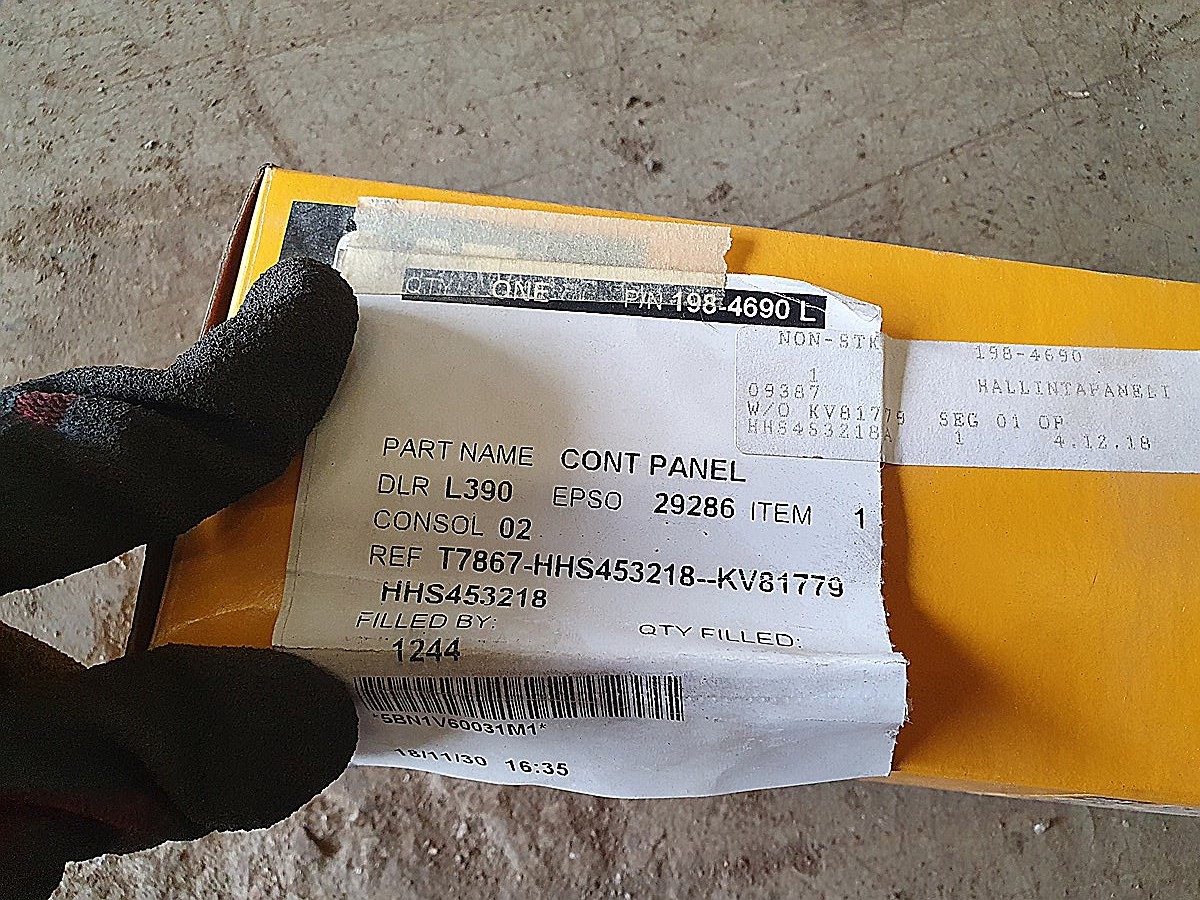 QTY ONE P/N 198-4690 L
NON-STK 198-4690
1 HALLINTAPANELI
09387
W/O KV81779 SEG 01 OP
HHS453218A 1 4.12.18
PART NAME CONT PANEL
DLR L390 EPSO 29286 ITEM 1
CONSOL 02
REF T7867-HHS453218--KV81779
HHS453218
FILLED BY: QTY FILLED:
1244
*5BN1V60031M1*
18/11/30 16:35